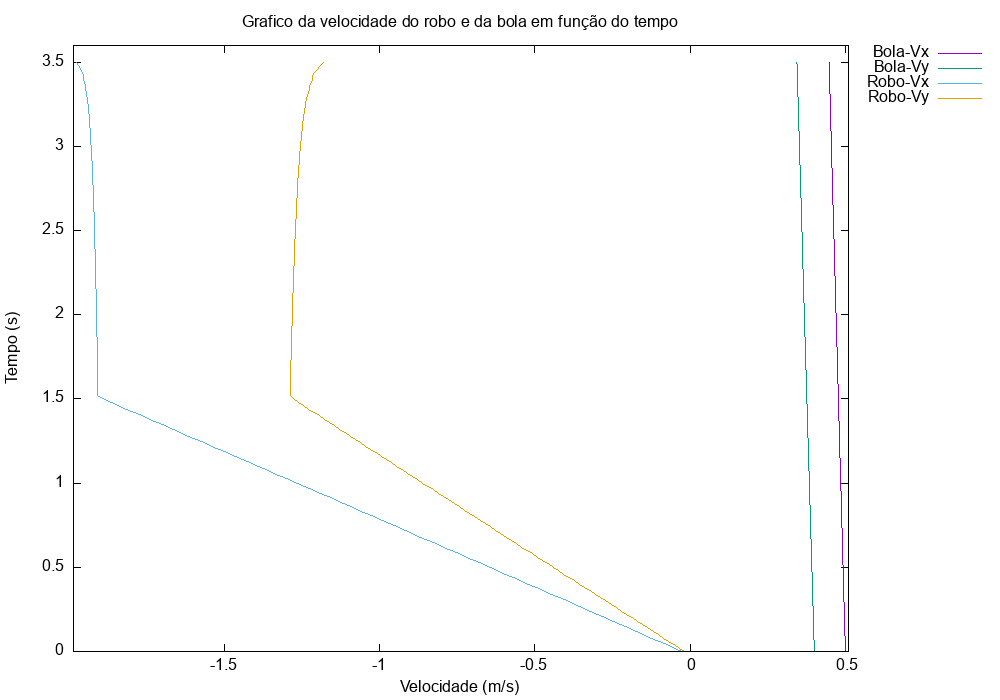 Grafico da velocidade do robo e da bola em função do tempo
Bola-Vx
Bola-Vy
Robo-Vx
Robo-Vy
3.5
3
2.5
2
1.5
1
0.5
0
Tempo (s)
-1.5 -1 -0.5 0 0.5
Velocidade (m/s)